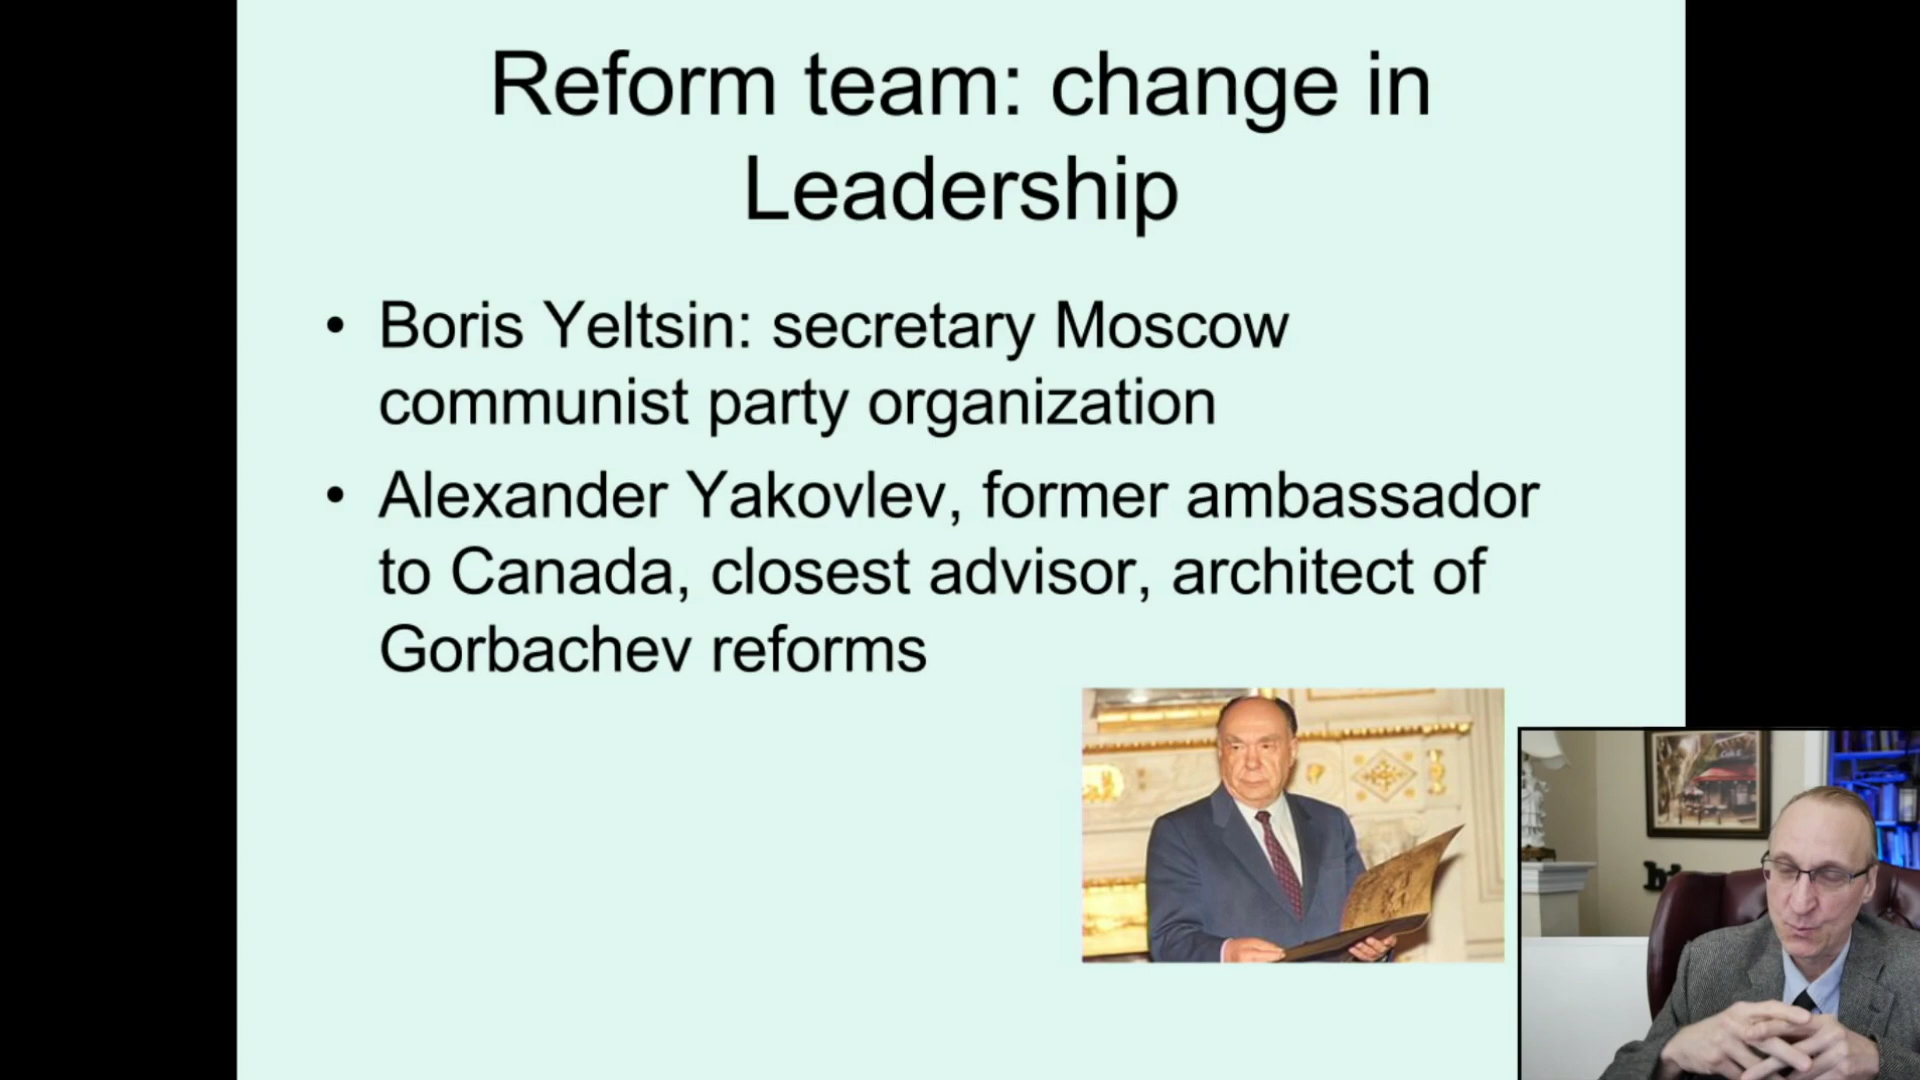 Reform team: change in
Leadership
• Boris Yeltsin: secretary Moscow
communist party organization
• Alexander Yakovlev, former ambassador
to Canada, closest advisor, architect of
Gorbachev reforms